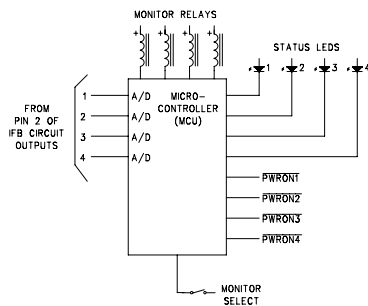 MONITOR RELAYS
+ + + +
STATUS LEDS
1 2 3 4
FROM
PIN 2 OF
IFB CIRCUIT
OUTPUTS
1 A/D
2 A/D
3 A/D
4 A/D
MICRO-
CONTROLLER
(MCU)
PWRON1
PWRON2
PWRON3
PWRON4
MONITOR
SELECT